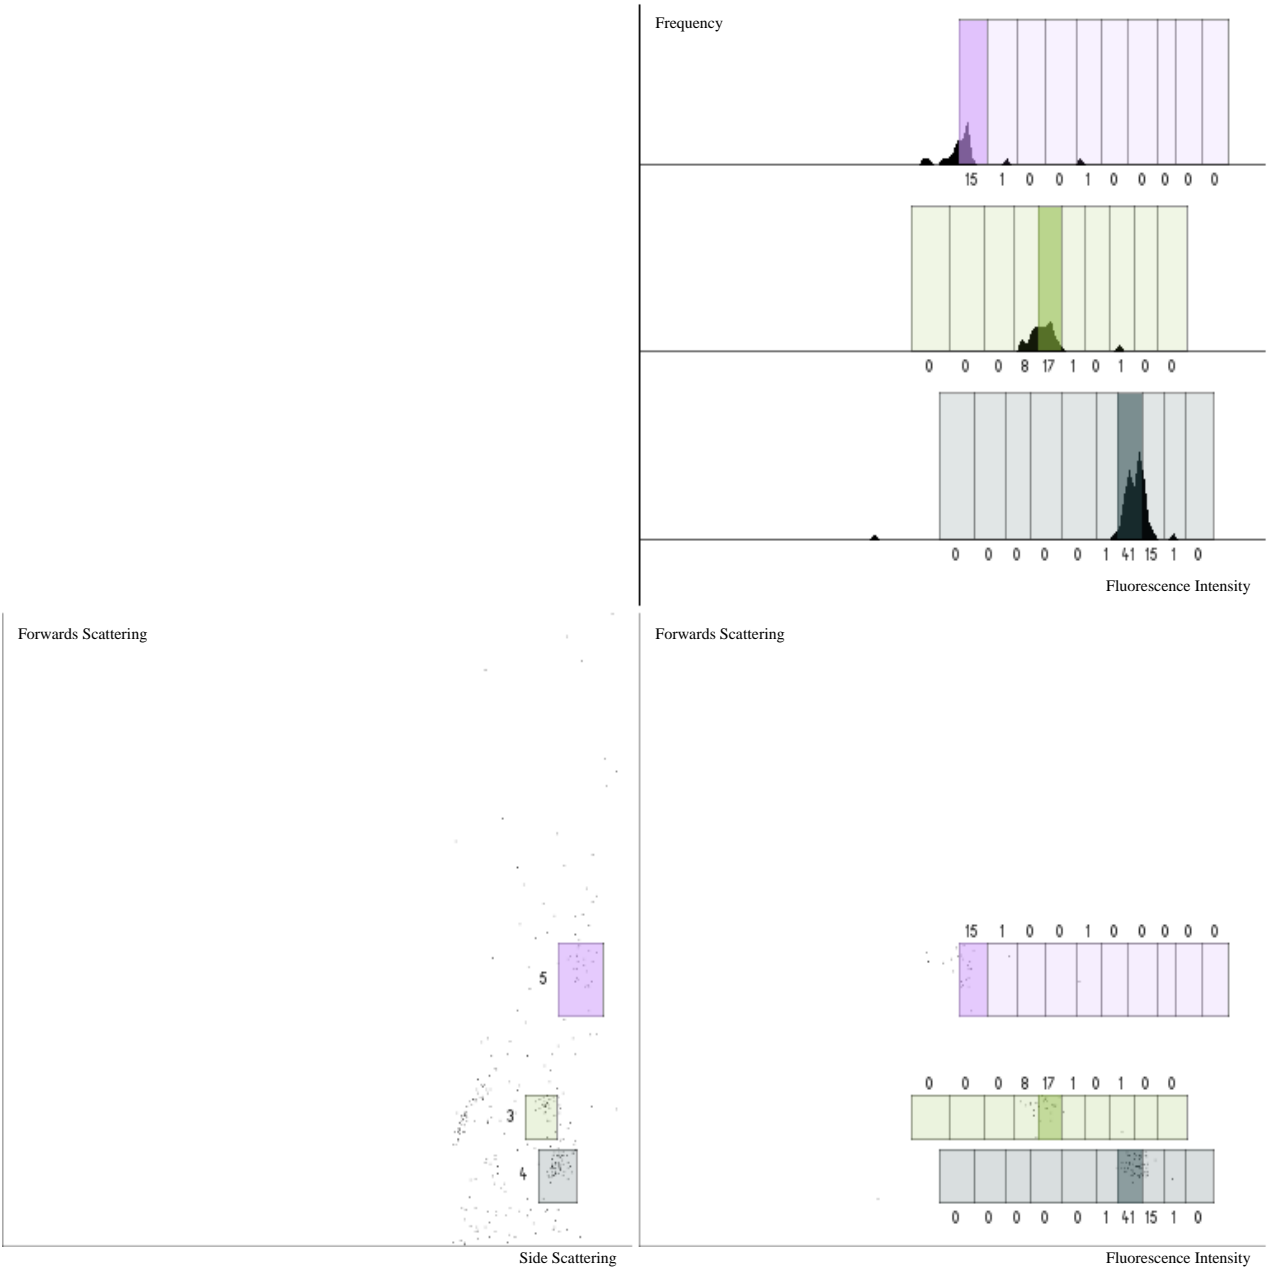 Frequency
15 1 0 0 1 0 0 0 0 0
0 0 0 8 17 1 0 1 0 0
0 0 0 0 0 1 41 15 1 0
Fluorescence Intensity
Forwards Scattering
5
3
4
Side Scattering
Forwards Scattering
15 1 0 0 1 0 0 0 0 0
0 0 0 8 17 1 0 1 0 0
0 0 0 0 0 1 41 15 1 0
Fluorescence Intensity